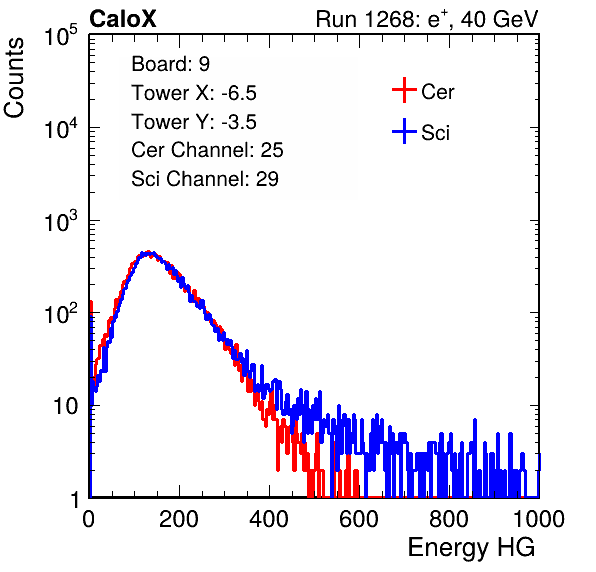 CaloX Run 1268: e⁺, 40 GeV
Board: 9
Tower X: -6.5
Tower Y: -3.5
Cer Channel: 25
Sci Channel: 29
Cer
Sci
Counts
10⁵
10⁴
10³
10²
10
1
0 200 400 600 800 1000
Energy HG